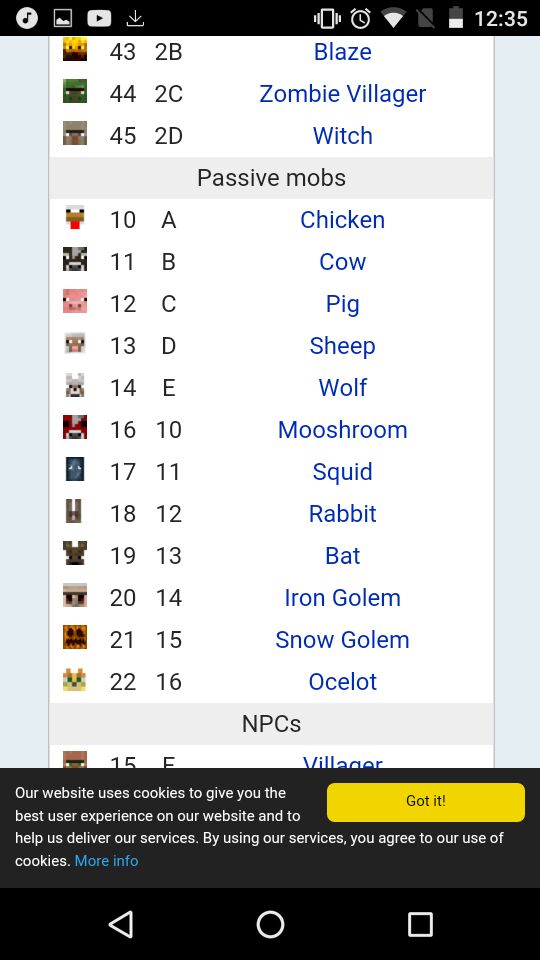 12:35
43 2B Blaze
44 2C Zombie Villager
45 2D Witch
Passive mobs
10 A Chicken
11 B Cow
12 C Pig
13 D Sheep
14 E Wolf
16 10 Mooshroom
17 11 Squid
18 12 Rabbit
19 13 Bat
20 14 Iron Golem
21 15 Snow Golem
22 16 Ocelot
NPCs
15 F Villager
Our website uses cookies to give you the
best user experience on our website and to
help us deliver our services. By using our services, you agree to our use of
cookies. More info
Got it!